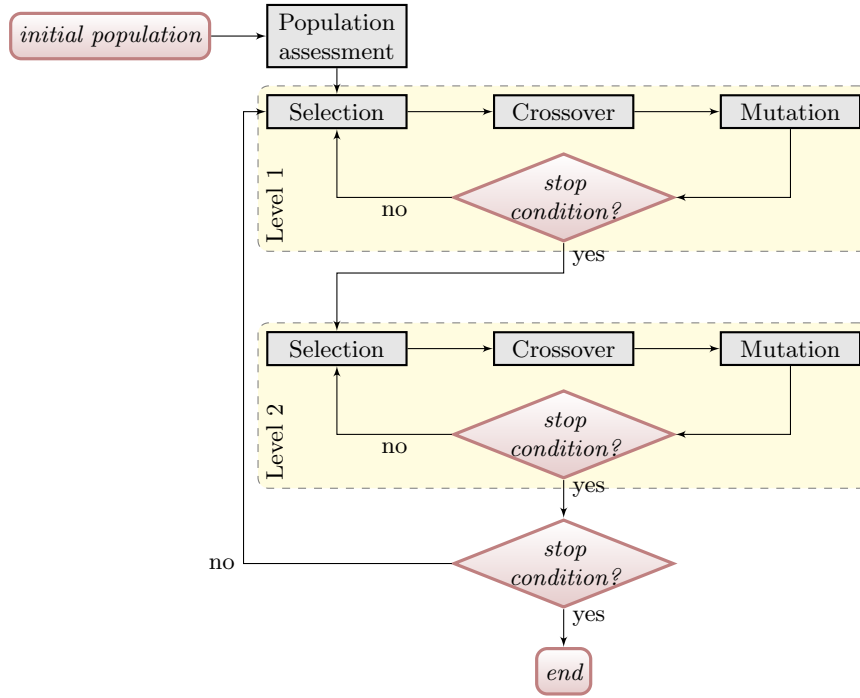 initial population
Population
assessment
Selection
Crossover
Mutation
stop
condition?
no
Level 1
yes
Selection
Crossover
Mutation
stop
condition?
no
Level 2
yes
stop
condition?
no
yes
end